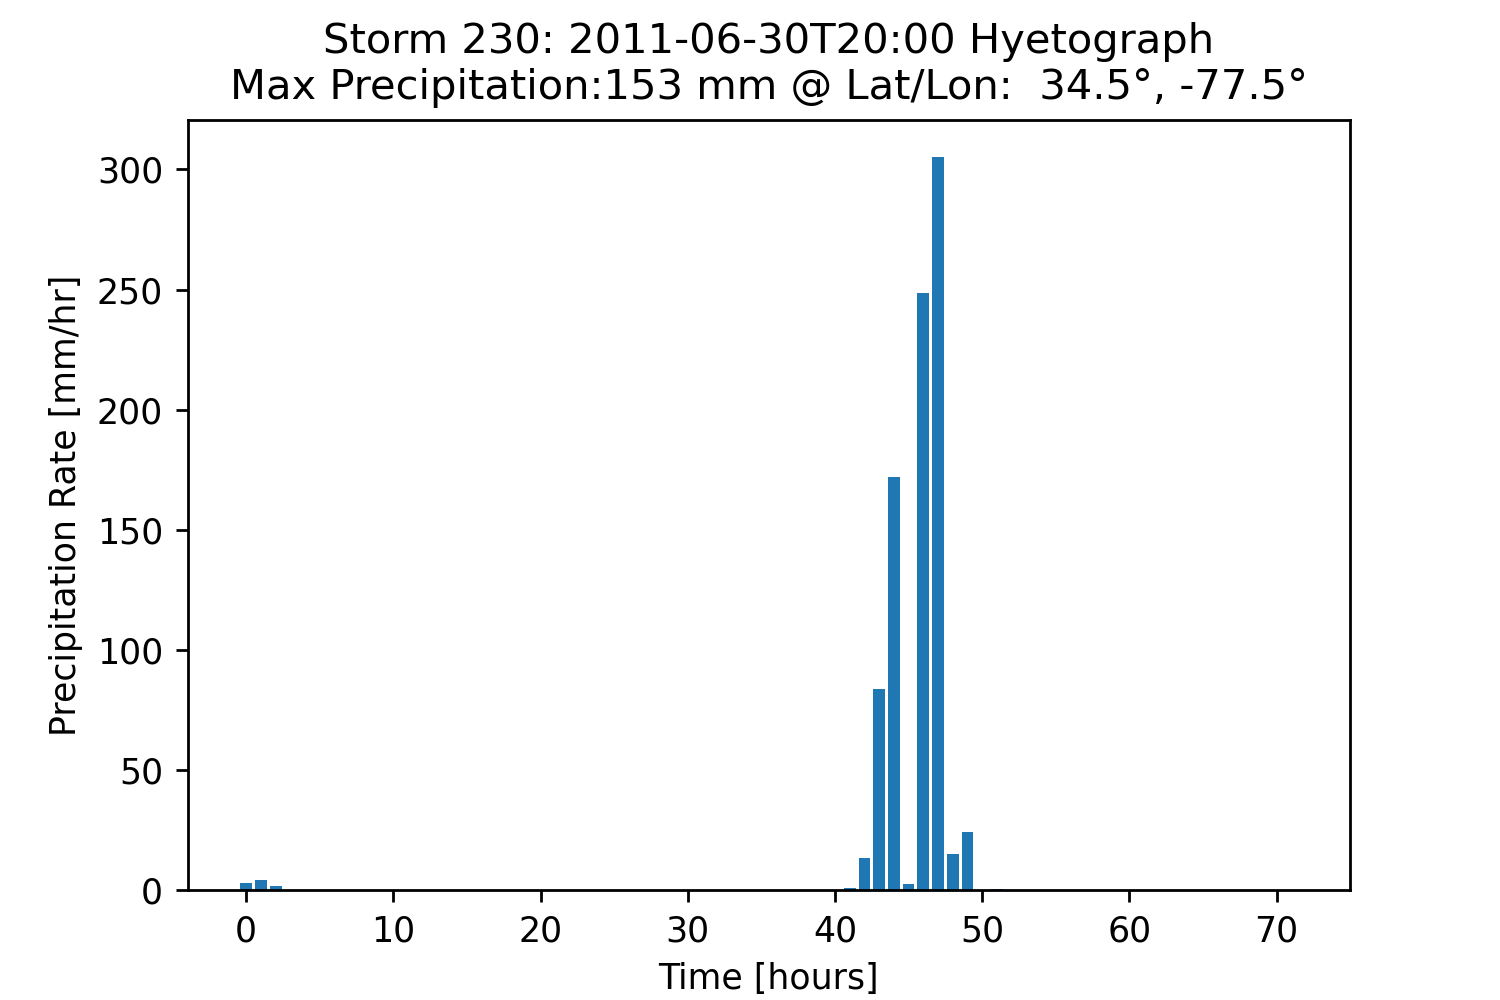 Storm 230: 2011-06-30T20:00 Hyetograph
Max Precipitation:153 mm @ Lat/Lon:  34.5°, -77.5°
Precipitation Rate [mm/hr]
300
250
200
150
100
50
0
0 10 20 30 40 50 60 70
Time [hours]